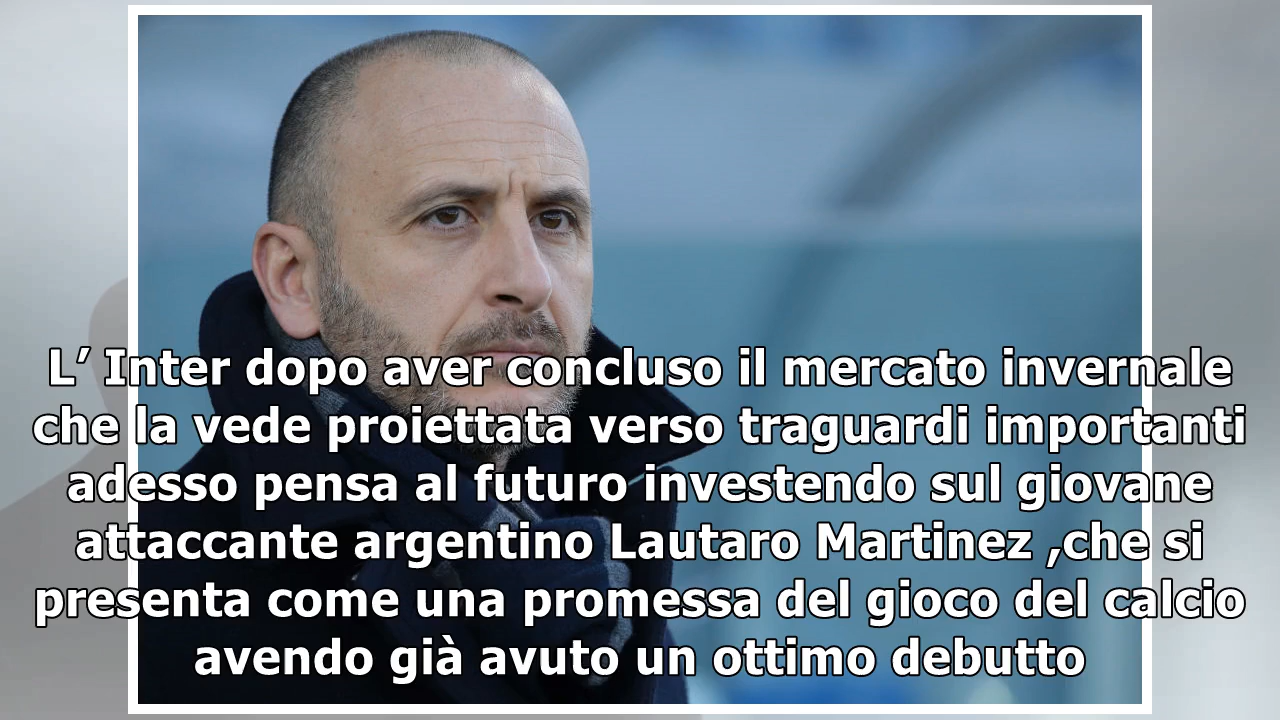 L’ Inter dopo aver concluso il mercato invernale
che la vede proiettata verso traguardi importanti
adesso pensa al futuro investendo sul giovane
attaccante argentino Lautaro Martinez ,che si
presenta come una promessa del gioco del calcio
avendo già avuto un ottimo debutto